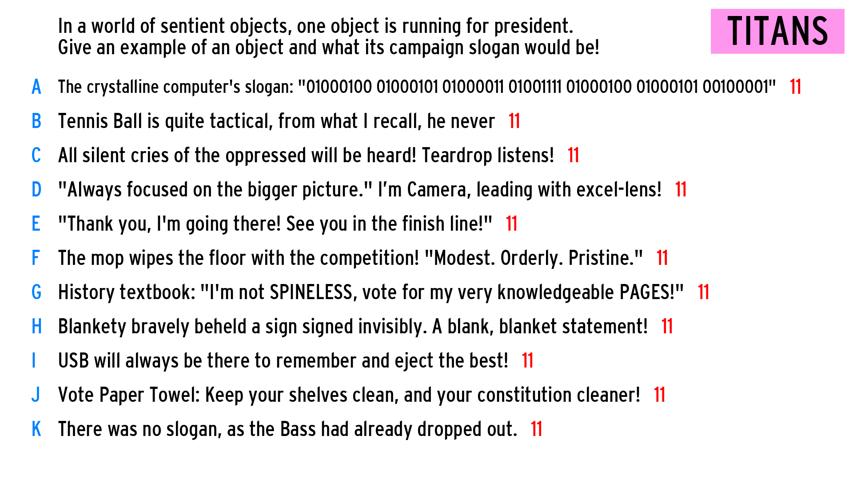 In a world of sentient objects, one object is running for president.
Give an example of an object and what its campaign slogan would be!
TITANS
A The crystalline computer's slogan: "01000100 01000101 01000011 01001111 01000100 01000101 00100001" 11
B Tennis Ball is quite tactical, from what I recall, he never 11
C All silent cries of the oppressed will be heard! Teardrop listens! 11
D "Always focused on the bigger picture." I'm Camera, leading with excel-lens! 11
E "Thank you, I'm going there! See you in the finish line!" 11
F The mop wipes the floor with the competition! "Modest. Orderly. Pristine." 11
G History textbook: "I'm not SPINELESS, vote for my very knowledgeable PAGES!" 11
H Blankety bravely beheld a sign signed invisibly. A blank, blanket statement! 11
I USB will always be there to remember and eject the best! 11
J Vote Paper Towel: Keep your shelves clean, and your constitution cleaner! 11
K There was no slogan, as the Bass had already dropped out. 11